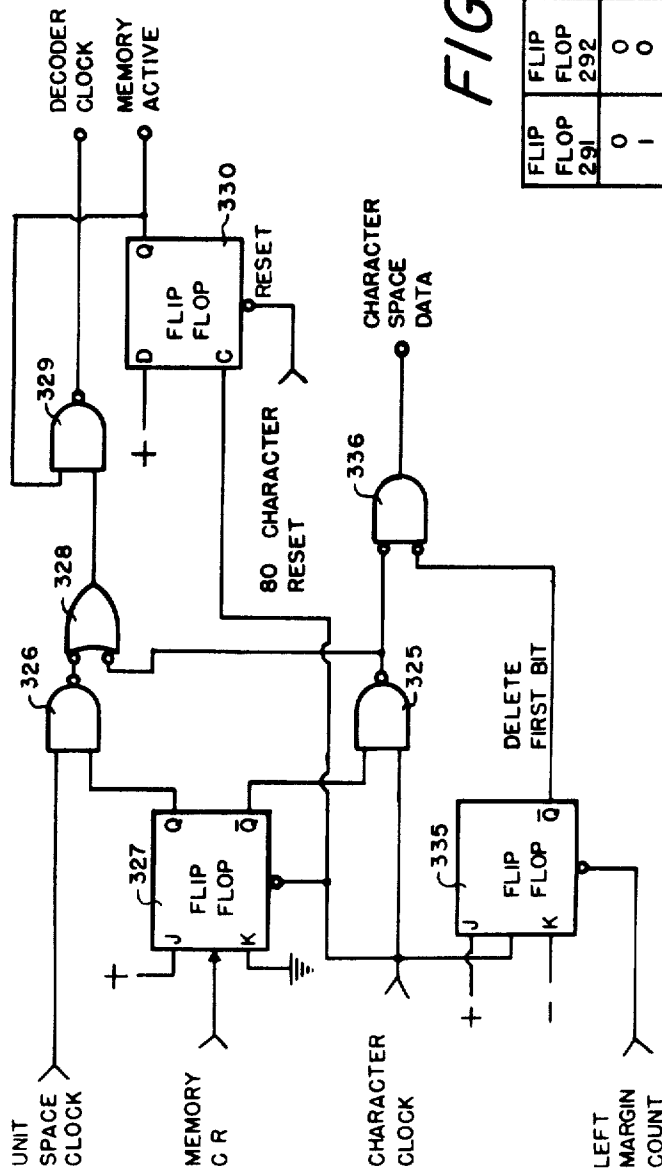 UNIT
SPACE
CLOCK
MEMORY
C R
CHARACTER
CLOCK
LEFT
MARGIN
COUNT
326
327
J
Q
FLIP
FLOP
K
Q
328
325
335
J
FLIP
FLOP
K
Q
DELETE
FIRST BIT
329
D
Q
FLIP
FLOP
C
330
RESET
80 CHARACTER
RESET
336
DECODER
CLOCK
MEMORY
ACTIVE
CHARACTER
SPACE
DATA
FIG
FLIP FLIP
FLOP FLOP
291 292
0 0
1 0